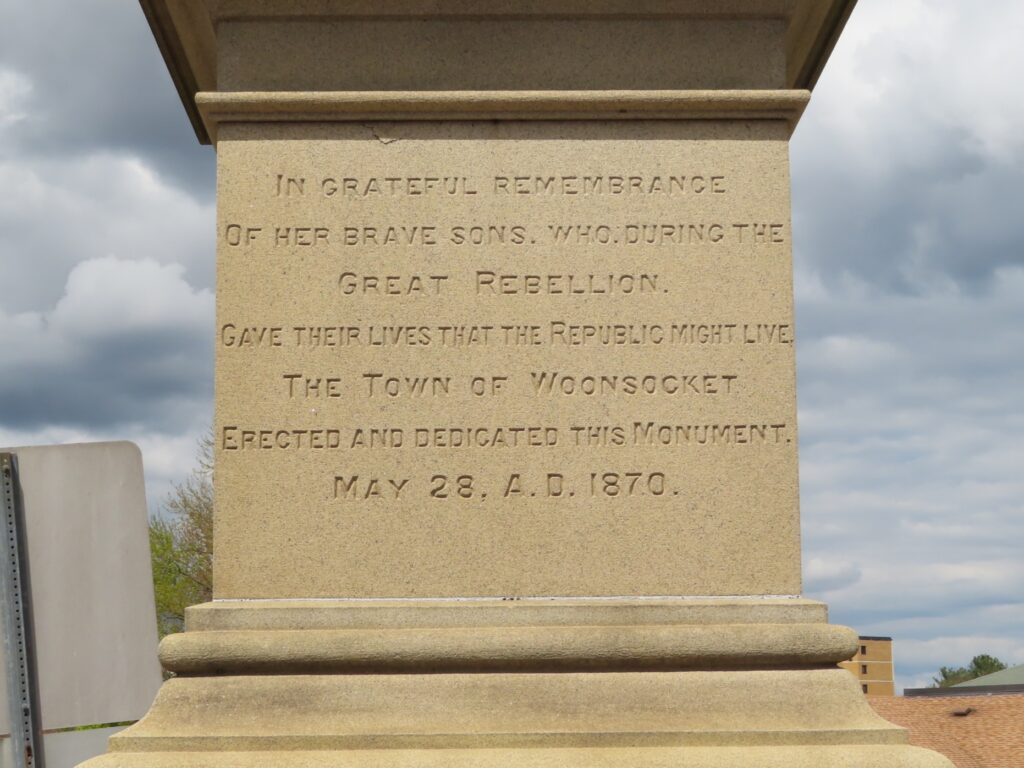 In grateful remembrance
Of her brave sons. who. during the
Great Rebellion.
Gave their lives that the Republic might live.
The Town of Woonsocket
Erected and dedicated this Monument.
May 28. A.D. 1870.